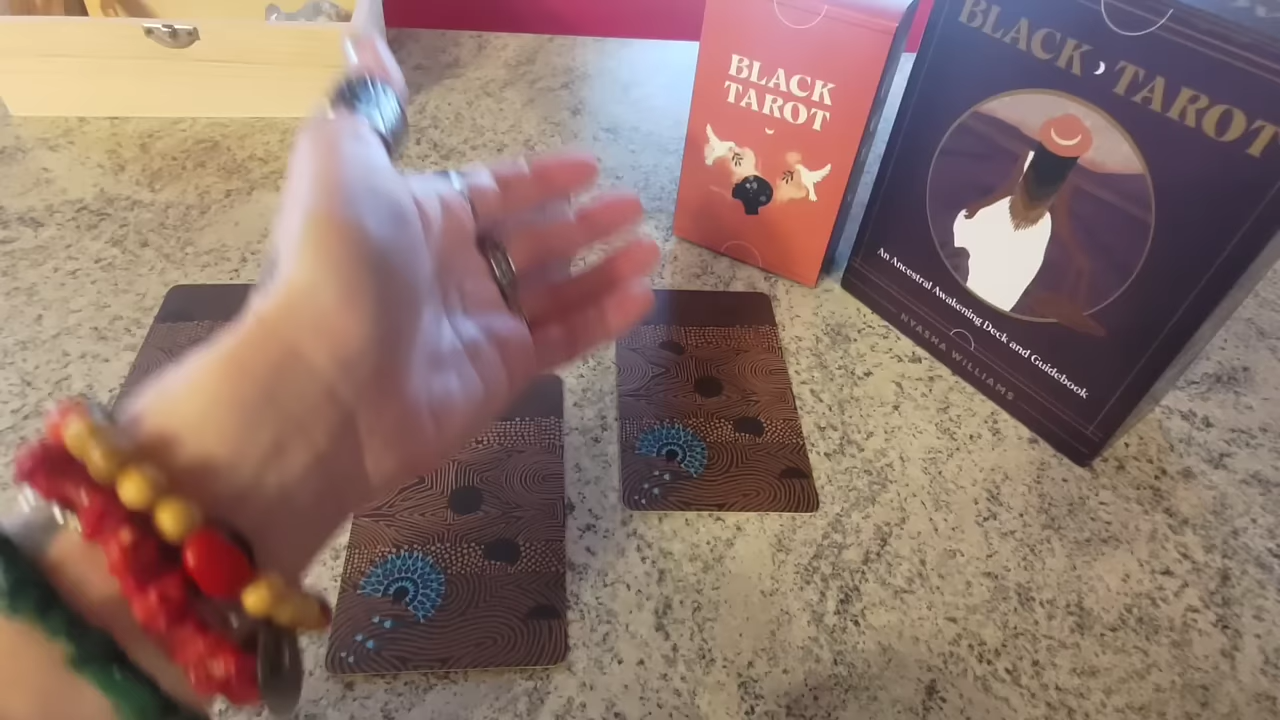 BLACK
TAROT
BLACK TAROT
An Ancestral Awakening Deck and Guidebook
NYASHA WILLIAMS